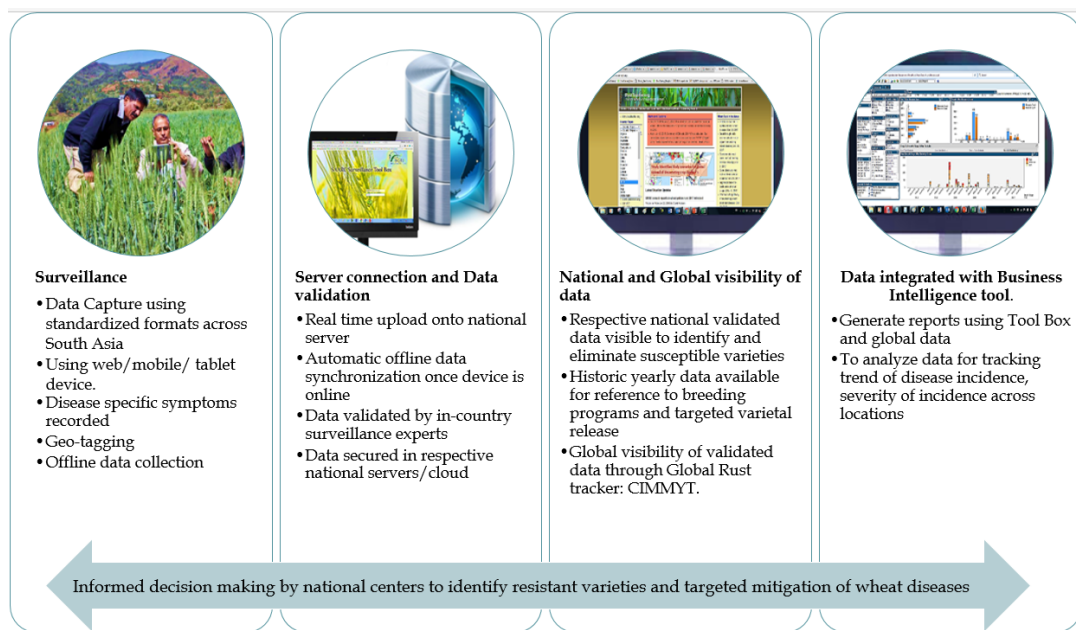 Surveillance
•Data Capture using
standardized formats across
South Asia
•Using web/mobile/ tablet
device.
•Disease specific symptoms
recorded
•Geo-tagging
•Offline data collection
Server connection and Data
validation
•Real time upload onto national
server
•Automatic offline data
synchronization once device is
online
•Data validated by in-country
surveillance experts
•Data secured in respective
national servers/cloud
National and Global visibility of
data
•Respective national validated
data visible to identify and
eliminate susceptible varieties
•Historic yearly data available
for reference to breeding
programs and targeted varietal
release
•Global visibility of validated
data through Global Rust
tracker: CIMMYT.
Data integrated with Business
Intelligence tool.
•Generate reports using Tool Box
and global data
•To analyze data for tracking
trend of disease incidence,
severity of incidence across
locations
Informed decision making by national centers to identify resistant varieties and targeted mitigation of wheat diseases